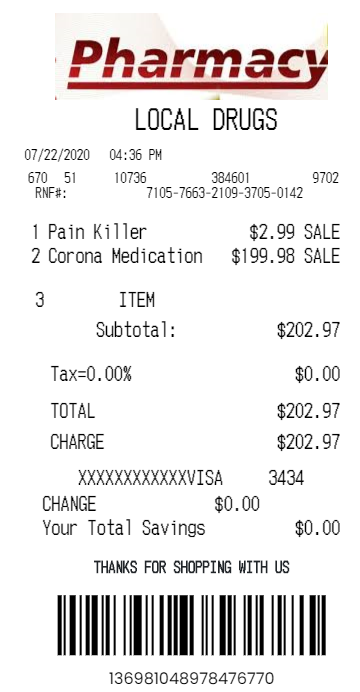 Pharmacy
LOCAL DRUGS
07/22/2020 04:36 PM
670 51 10736 384601 9702
RNF#: 7105-7663-2109-3705-0142
1 Pain Killer $2.99 SALE
2 Corona Medication $199.98 SALE
3 ITEM
Subtotal: $202.97
Tax=0.00% $0.00
TOTAL $202.97
CHARGE $202.97
XXXXXXXXXXXXVISA 3434
CHANGE $0.00
Your Total Savings $0.00
THANKS FOR SHOPPING WITH US
136981048978476770